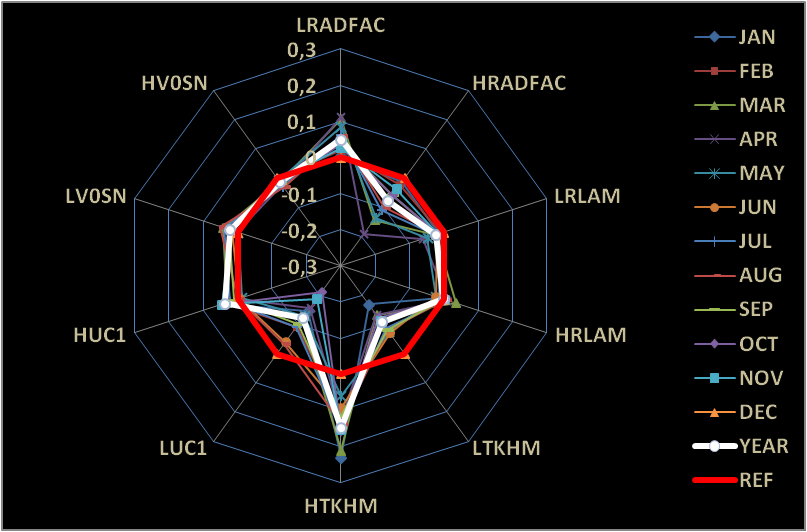 LRADFAC
HRADFAC
LRLAM
HRLAM
LTKHM
HTKHM
LUC1
HUC1
LV0SN
HV0SN
0,3
0,2
0,1
0
-0,1
-0,2
-0,3
JAN
FEB
MAR
APR
MAY
JUN
JUL
AUG
SEP
OCT
NOV
DEC
YEAR
REF